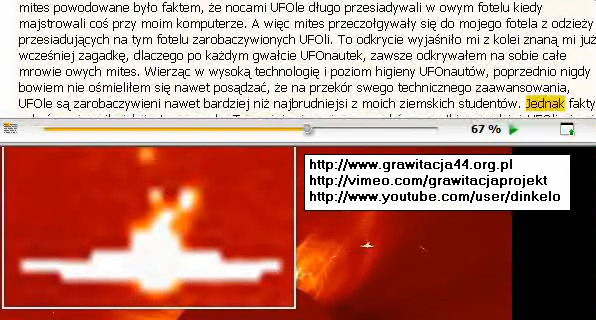 mites powodowane było faktem, że nocami UFOle długo przesiadywali w owym fotelu kiedy
majstrowali coś przy moim komputerze. A więc mites przeczołgywały się do mojego fotela z odzieży
przesiadujących na tym fotelu zarobaczywionych UFOli. To odkrycie wyjaśniło mi z kolei znaną mi już
wcześniej zagadkę, dlaczego po każdym gwałcie UFOnautek, zawsze odkrywałem na sobie całe
mrowie owych mites. Wierząc w wysoką technologię i poziom higieny UFOnautów, poprzednio nigdy
bowiem nie ośmieliłem się nawet posądzać, że na przekór swego technicznego zaawansowania,
UFOle są zarobaczywieni nawet bardziej niż najbrudniejsi z moich ziemskich studentów. Jednak fakty
67 %
http://www.grawitacja44.org.pl
http://vimeo.com/grawitacjaprojekt
http://www.youtube.com/user/dinkelo